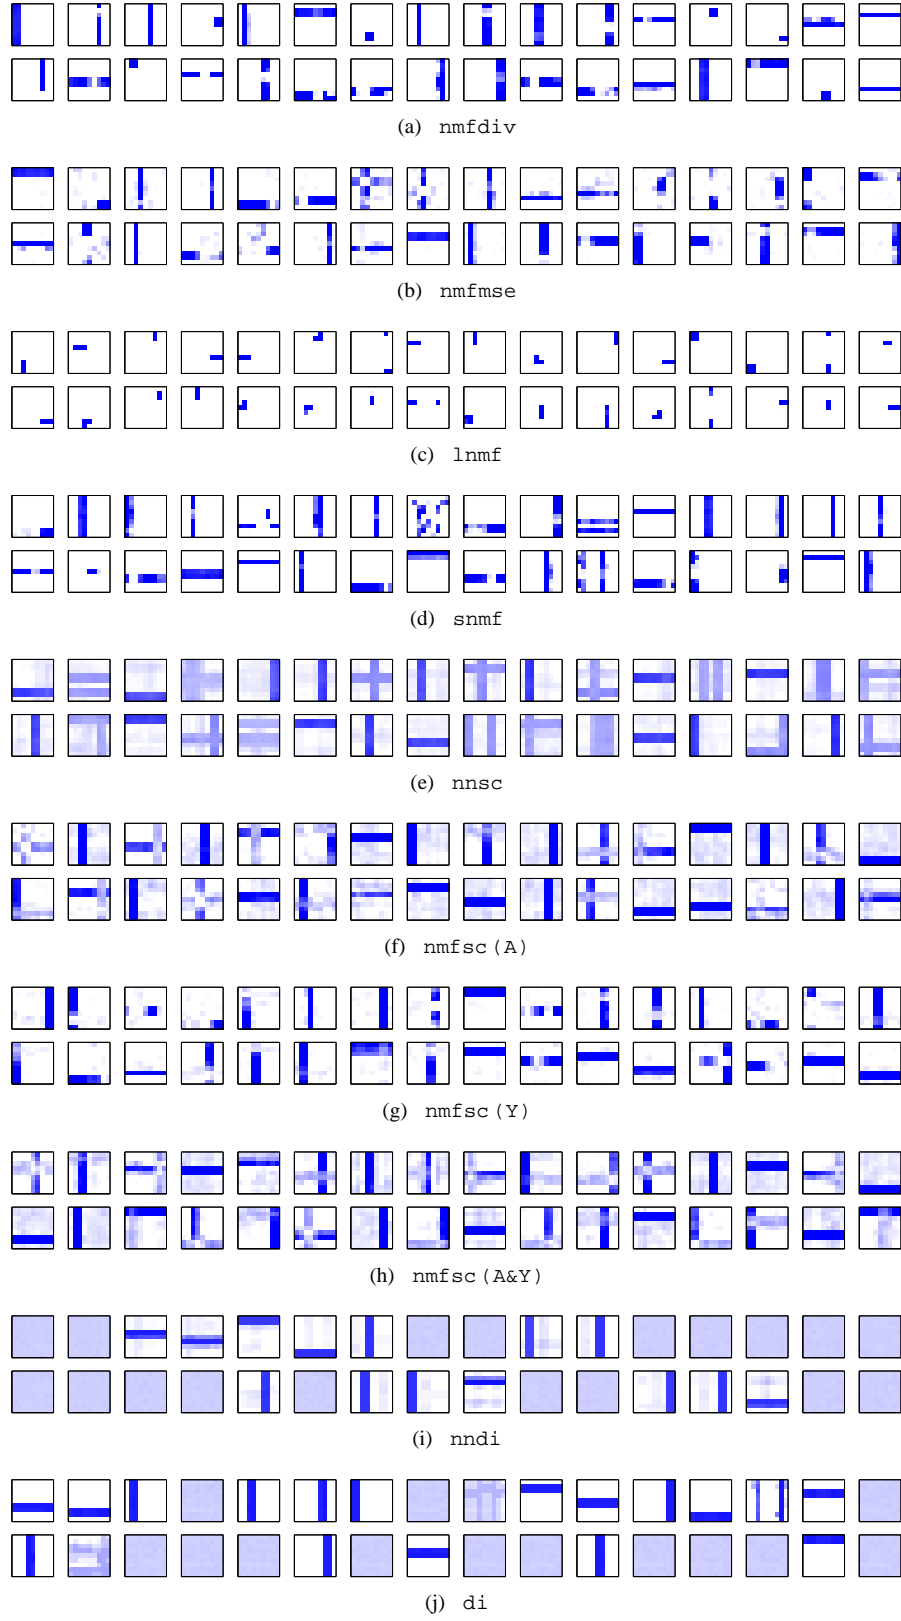 (a) nmfdiv
(b) nmfmse
(c) lnmf
(d) snmf
(e) nnsc
(f) nmfsc(A)
(g) nmfsc(Y)
(h) nmfsc(A&Y)
(i) nndi
(j) di